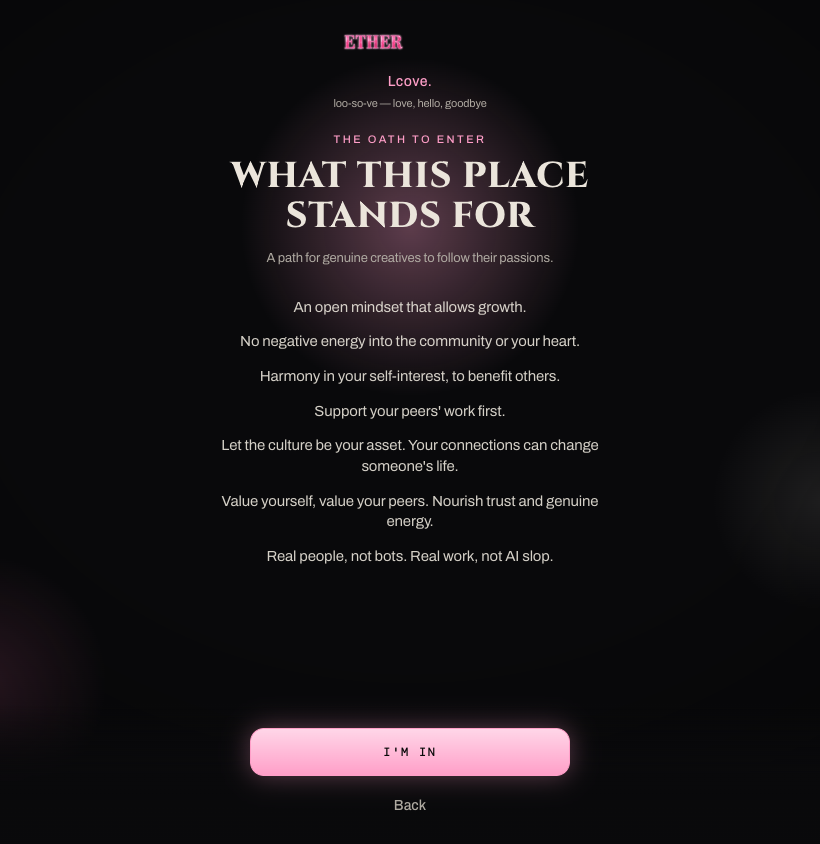 ETHER
Lcove.
loo-so-ve — love, hello, goodbye
THE OATH TO ENTER
WHAT THIS PLACE
STANDS FOR
A path for genuine creatives to follow their passions.
An open mindset that allows growth.
No negative energy into the community or your heart.
Harmony in your self-interest, to benefit others.
Support your peers' work first.
Let the culture be your asset. Your connections can change
someone's life.
Value yourself, value your peers. Nourish trust and genuine
energy.
Real people, not bots. Real work, not AI slop.
I'M IN
Back